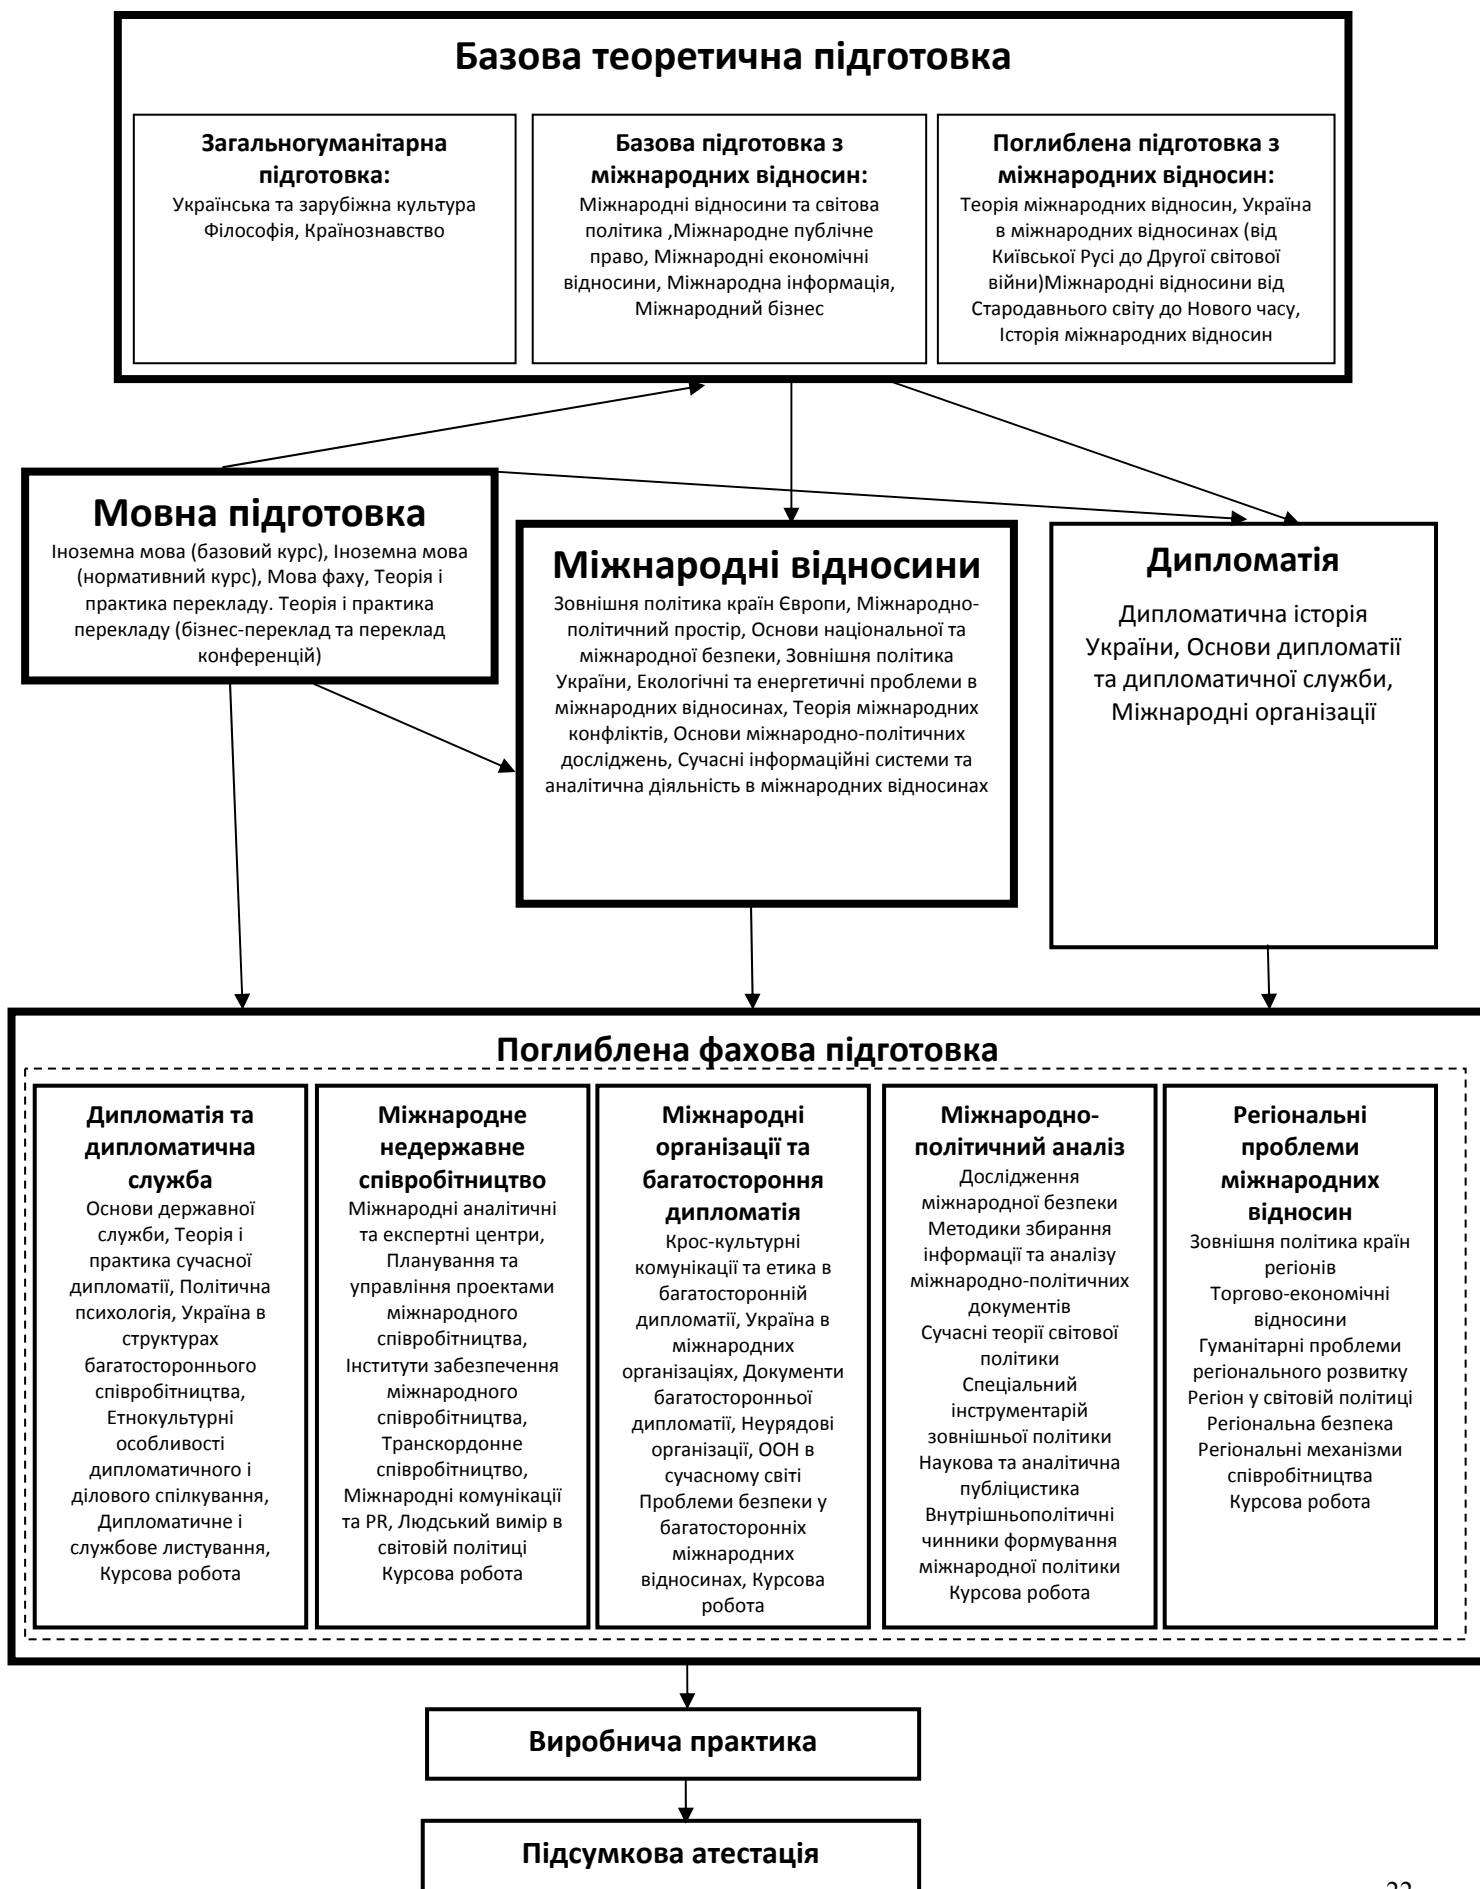 Базова теоретична підготовка
Загальногуманітарна
підготовка:
Українська та зарубіжна культура
Філософія, Країнознавство
Базова підготовка з
міжнародних відносин:
Міжнародні відносини та світова
політика ,Міжнародне публічне
право, Міжнародні економічні
відносини, Міжнародна інформація,
Міжнародний бізнес
Поглиблена підготовка з
міжнародних відносин:
Теорія міжнародних відносин, Україна
в міжнародних відносинах (від
Київської Русі до Другої світової
війни)Міжнародні відносини від
Стародавнього світу до Нового часу,
Історія міжнародних відносин
Мовна підготовка
Іноземна мова (базовий курс), Іноземна мова
(нормативний курс), Мова фаху, Теорія і
практика перекладу. Теорія і практика
перекладу (бізнес-переклад та переклад
конференцій)
Міжнародні відносини
Зовнішня політика країн Європи, Міжнародно-
політичний простір, Основи національної та
міжнародної безпеки, Зовнішня політика
України, Екологічні та енергетичні проблеми в
міжнародних відносинах, Теорія міжнародних
конфліктів, Основи міжнародно-політичних
досліджень, Сучасні інформаційні системи та
аналітична діяльність в міжнародних відносинах
Дипломатія
Дипломатична історія
України, Основи дипломатії
та дипломатичної служби,
Міжнародні організації
Поглиблена фахова підготовка
Дипломатія та
дипломатична
служба
Основи державної
служби, Теорія і
практика сучасної
дипломатії, Політична
психологія, Україна в
структурах
багатостороннього
співробітництва,
Етнокультурні
особливості
дипломатичного і
ділового спілкування,
Дипломатичне і
службове листування,
Курсова робота
Міжнародне
недержавне
співробітництво
Міжнародні аналітичні
та експертні центри,
Планування та
управління проектами
міжнародного
співробітництва,
Інститути забезпечення
міжнародного
співробітництва,
Транскордонне
співробітництво,
Міжнародні комунікації
та PR, Людський вимір в
світовій політиці
Курсова робота
Міжнародні
організації та
багатостороння
дипломатія
Крос-культурні
комунікації та етика в
багатосторонній
дипломатії, Україна в
міжнародних
організаціях, Документи
багатосторонньої
дипломатії, Неурядові
організації, ООН в
сучасному світі
Проблеми безпеки у
багатосторонніх
міжнародних
відносинах, Курсова
робота
Міжнародно-
політичний аналіз
Дослідження
міжнародної безпеки
Методики збирання
інформації та аналізу
міжнародно-політичних
документів
Сучасні теорії світової
політики
Спеціальний
інструментарій
зовнішньої політики
Наукова та аналітична
публіцистика
Внутрішньополітичні
чинники формування
міжнародної політики
Курсова робота
Регіональні
проблеми
міжнародних
відносин
Зовнішня політика країн
регіонів
Торгово-економічні
відносини
Гуманітарні проблеми
регіонального розвитку
Регіон у світовій політиці
Регіональна безпека
Регіональні механізми
співробітництва
Курсова робота
Виробнича практика
Підсумкова атестація